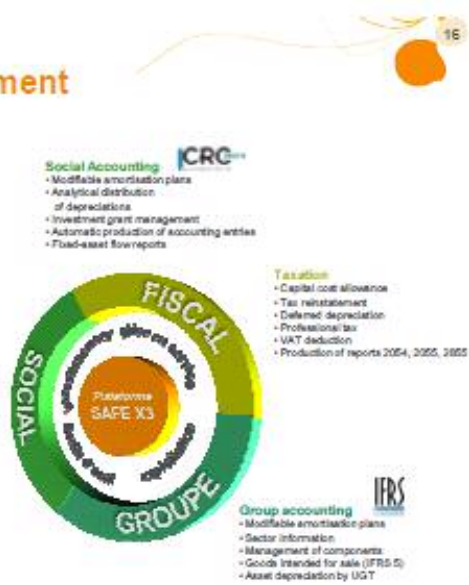 16
ment
CRC
Social Accounting
• Modifiable amortisation plans
• Analytical distribution
of depreciations
• Investment grant management
• Automatic production of accounting entries
• Fixed-asset flow reports
FISCAL
Taxation
• Capital cost allowance
• Tax reinstatement
• Deferred depreciation
• Professional tax
• VAT deduction
• Production of reports 2054, 2055, 2855
SOCIAL
Plateforme
SAFE X3
GROUPE
IFRS
Group accounting
• Modifiable amortisation plans
• Sector information
• Management of components
• Goods intended for sale (IFRS 5)
• Asset depreciation by UGT